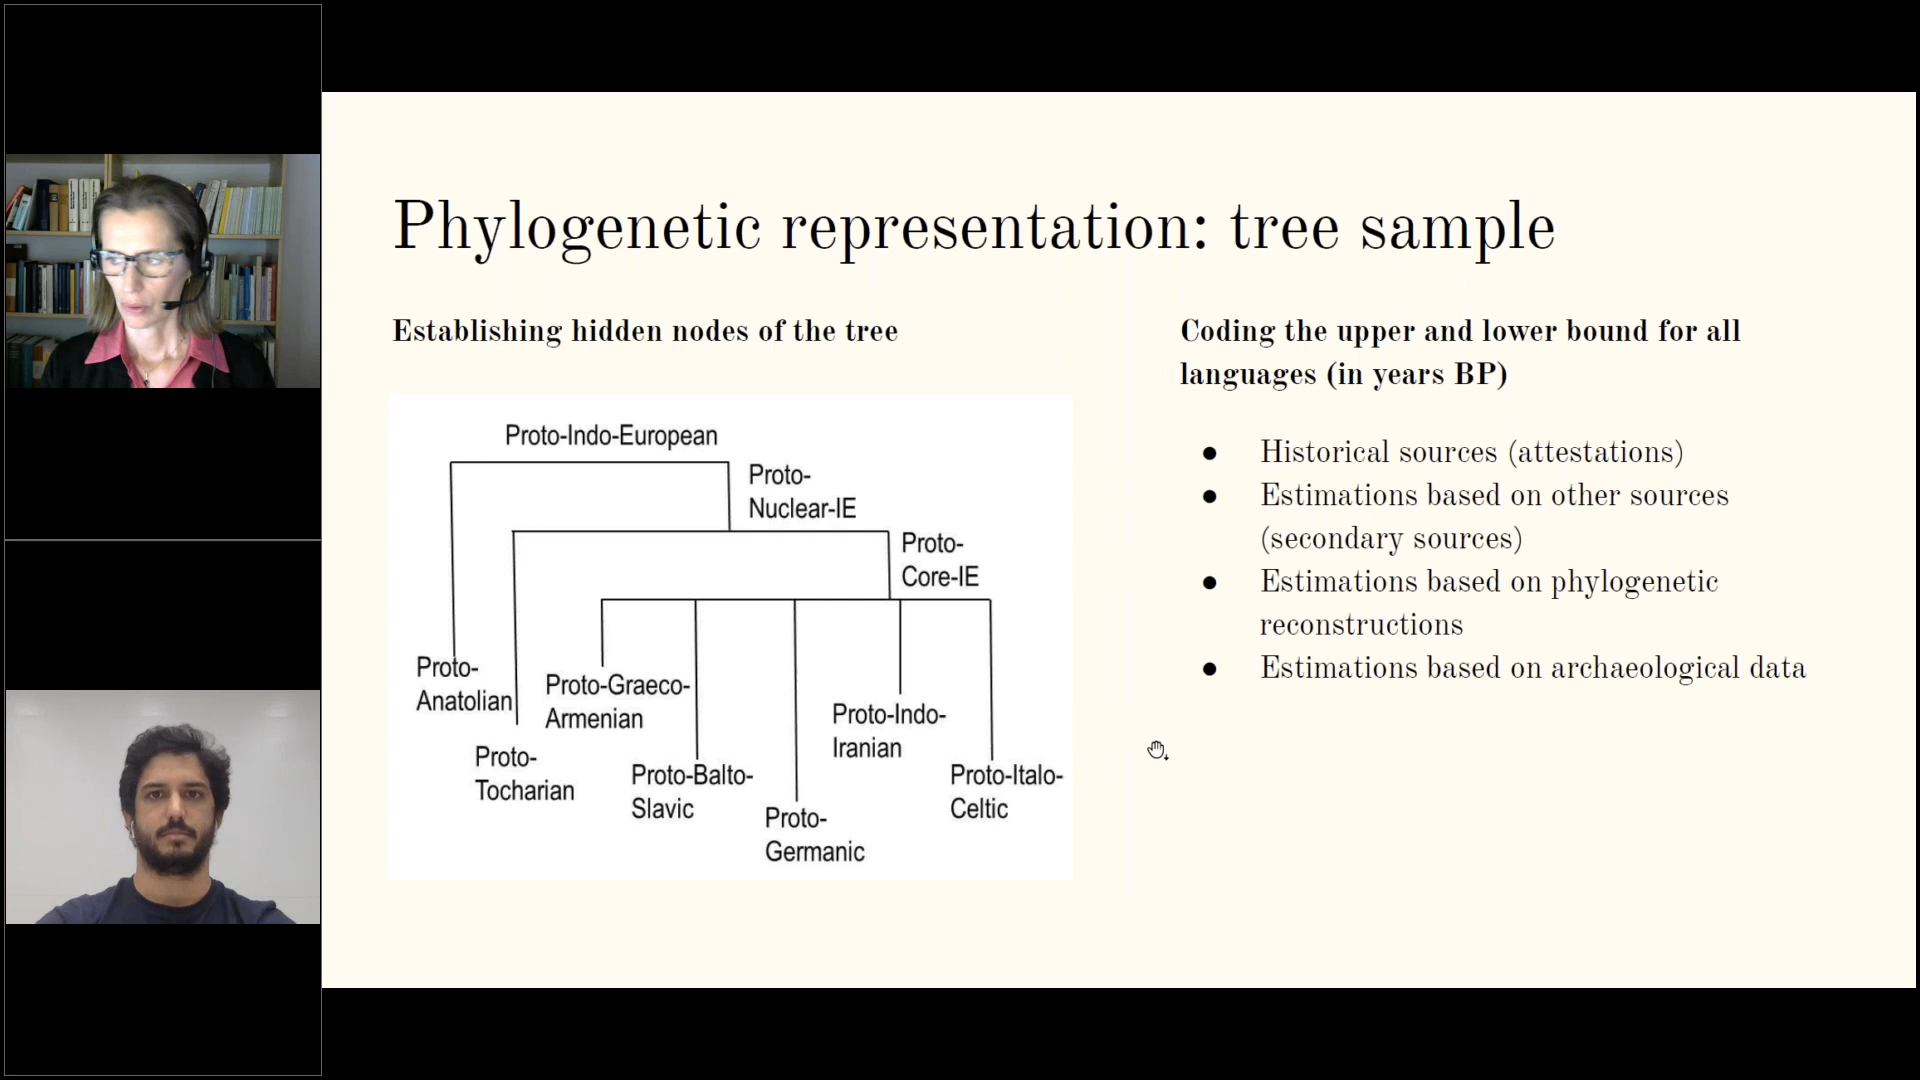 Phylogenetic representation: tree sample
Establishing hidden nodes of the tree
Proto-Indo-European
Proto-
Nuclear-IE
Proto-
Core-IE
Proto-
Anatolian
Proto-
Tocharian
Proto-Graeco-
Armenian
Proto-Balto-
Slavic
Proto-
Germanic
Proto-Indo-
Iranian
Proto-Italo-
Celtic
Coding the upper and lower bound for all
languages (in years BP)
● Historical sources (attestations)
● Estimations based on other sources
(secondary sources)
● Estimations based on phylogenetic
reconstructions
● Estimations based on archaeological data